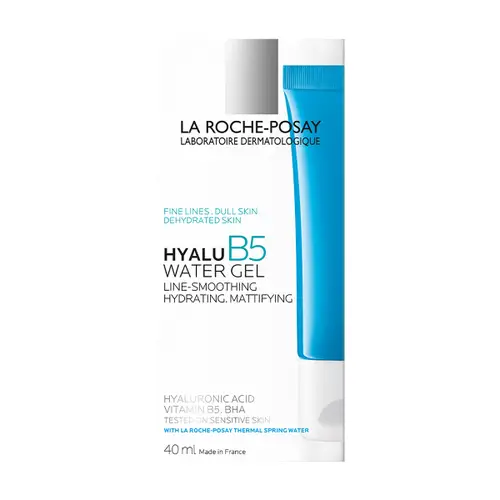 LA ROCHE-POSAY
LABORATOIRE DERMATOLOGIQUE
FINE LINES. DULL SKIN
DEHYDRATED SKIN
HYALU B5
WATER GEL
LINE-SMOOTHING
HYDRATING. MATTIFYING
HYALURONIC ACID
VITAMIN B5. BHA
TESTED ON SENSITIVE SKIN
WITH LA ROCHE-POSAY THERMAL SPRING WATER
40 ml Made in France